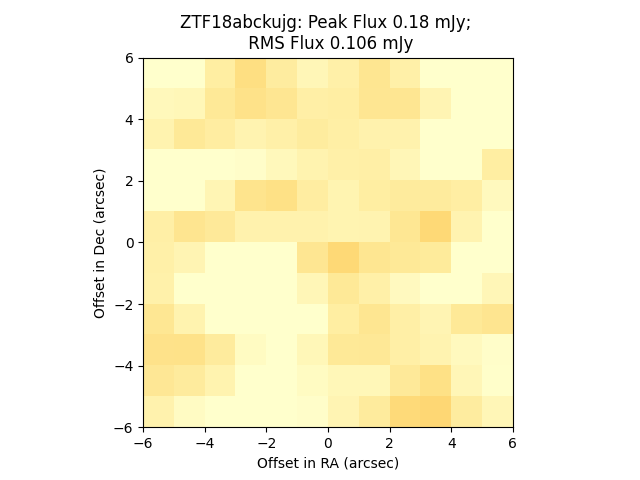 ZTF18abckujg: Peak Flux 0.18 mJy;
RMS Flux 0.106 mJy
6
4
2
0
−2
−4
−6
Offset in Dec (arcsec)
−6 −4 −2 0 2 4 6
Offset in RA (arcsec)